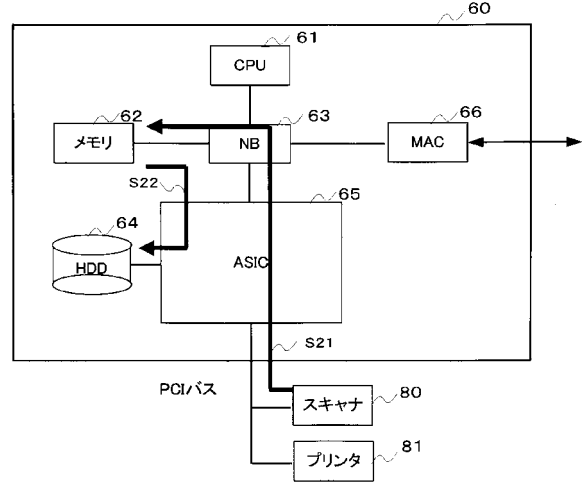 60
61
CPU
62
63
66
メモリ
NB
MAC
S22
65
64
HDD
ASIC
S21
PCIバス
スキャナ
80
プリンタ
81